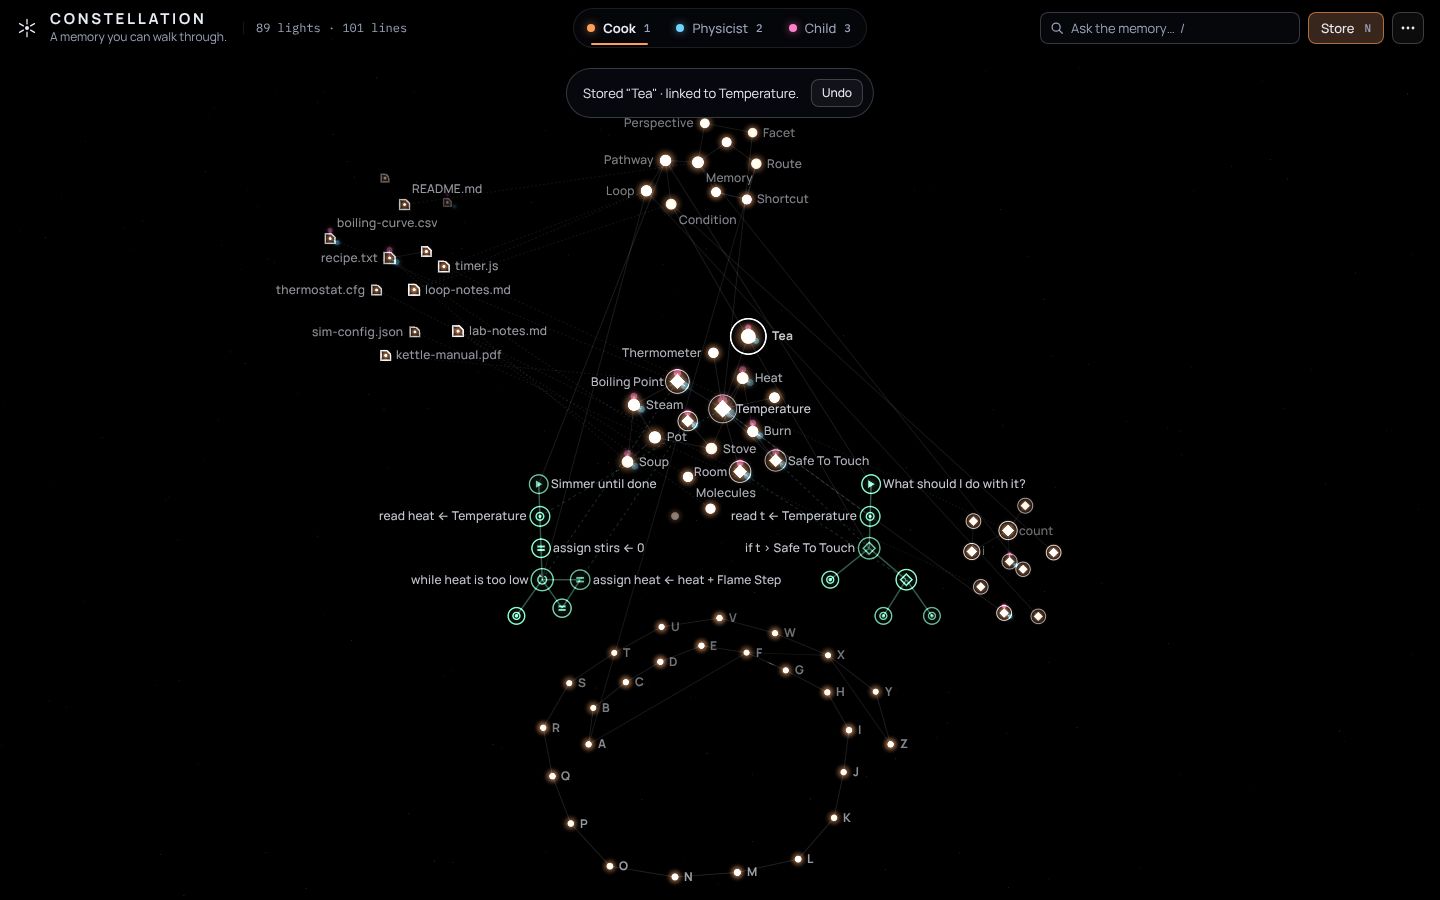 CONSTELLATION
A memory you can walk through.
89 lights · 101 lines
Cook 1
Physicist 2
Child 3
Ask the memory… /
Store N
Stored "Tea" · linked to Temperature.
Undo
Perspective
Facet
Pathway
Route
Memory
Loop
Shortcut
Condition
README.md
boiling-curve.csv
recipe.txt
timer.js
thermostat.cfg
loop-notes.md
sim-config.json
lab-notes.md
kettle-manual.pdf
Tea
Thermometer
Heat
Boiling Point
Steam
Temperature
Burn
Pot
Stove
Soup
Safe To Touch
Room
Molecules
Simmer until done
What should I do with it?
read heat ← Temperature
read t ← Temperature
assign stirs ← 0
if t > Safe To Touch
while heat is too low
assign heat ← heat + Flame Step
count
i
V
U
W
E
T
F
X
D
G
S
C
H
Y
B
R
I
A
Z
Q
J
P
K
O
L
N
M